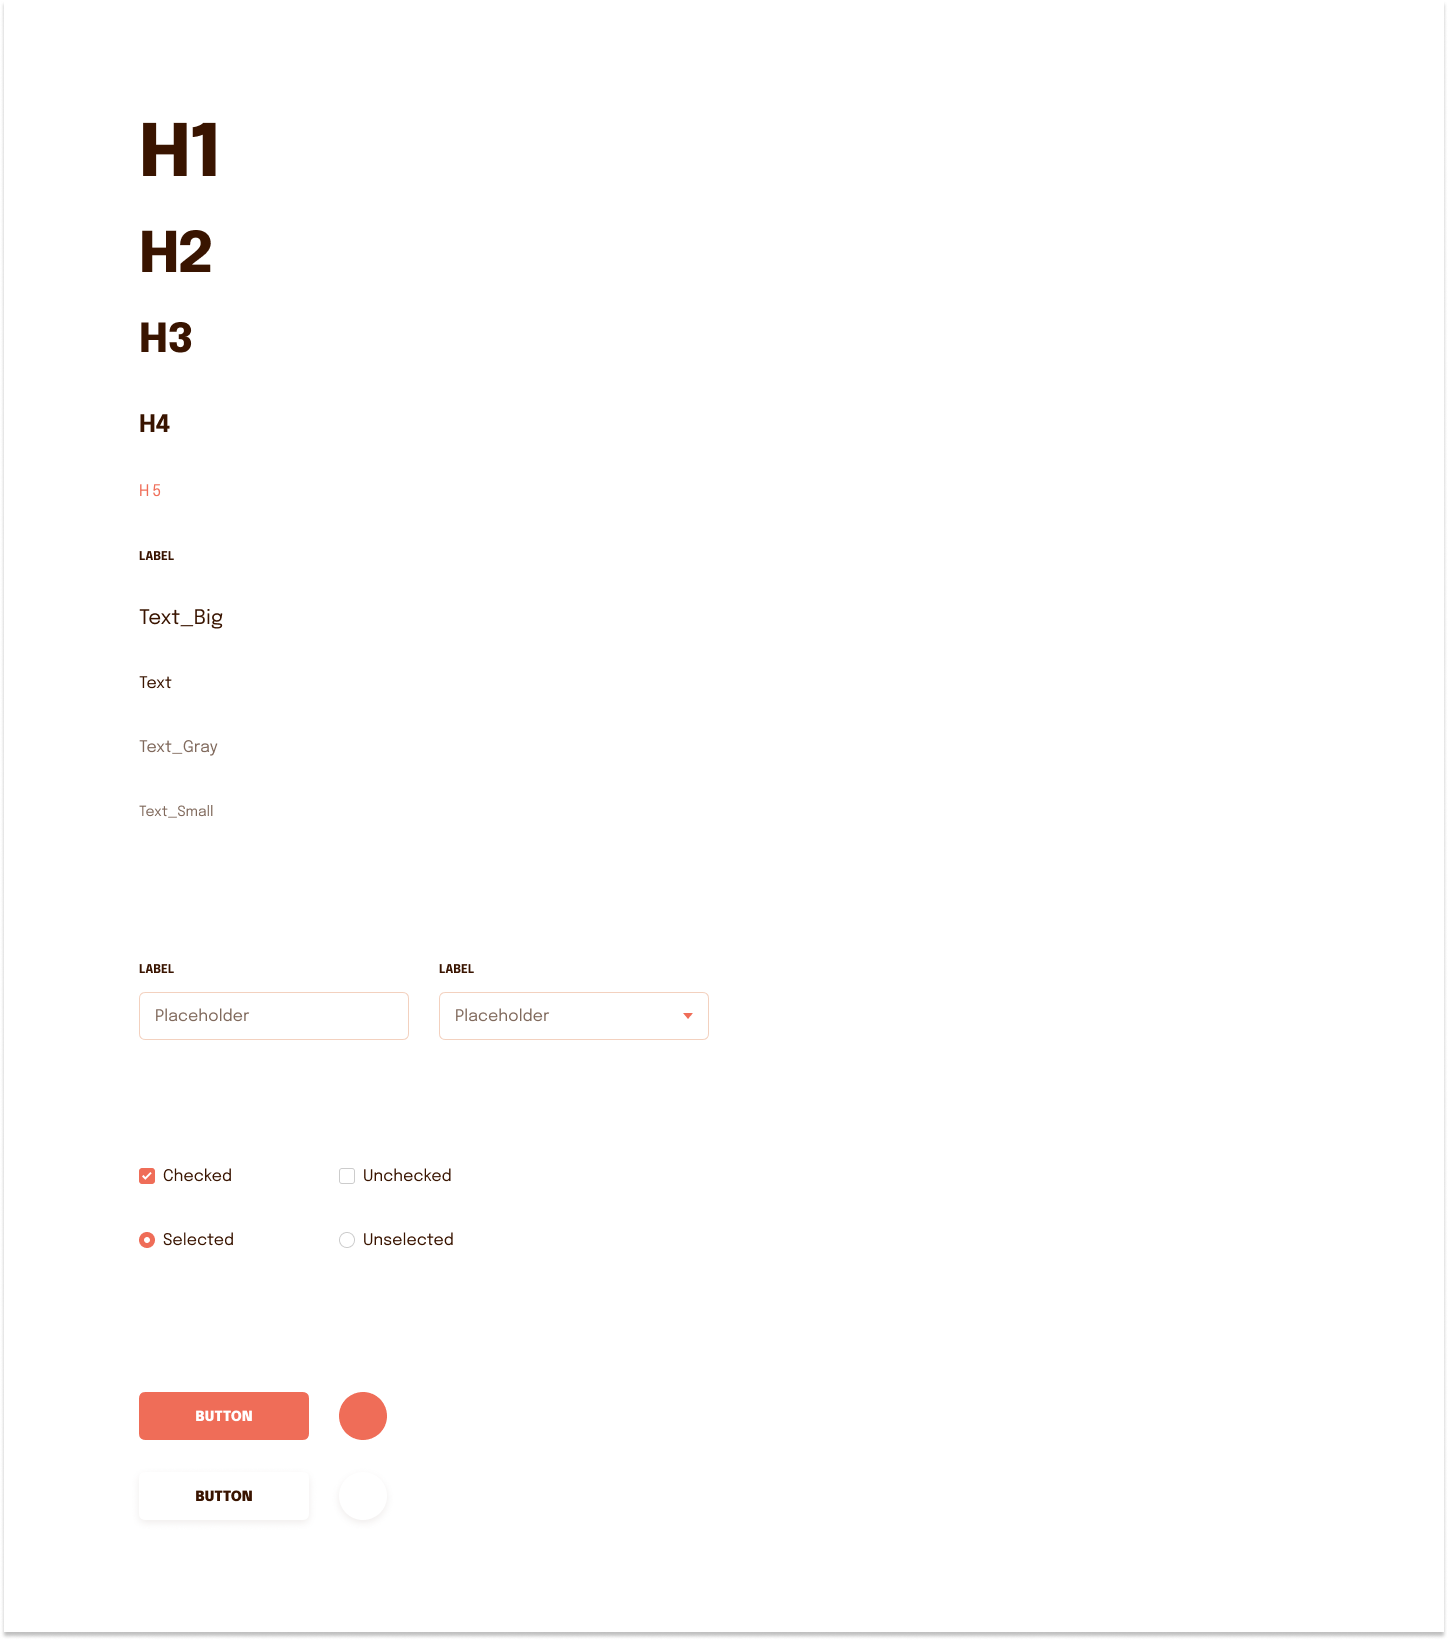 H1
H2
H3
H4
H 5
LABEL
Text_Big
Text
Text_Gray
Text_Small
LABEL LABEL
Placeholder Placeholder
Checked Unchecked
Selected Unselected
BUTTON
BUTTON